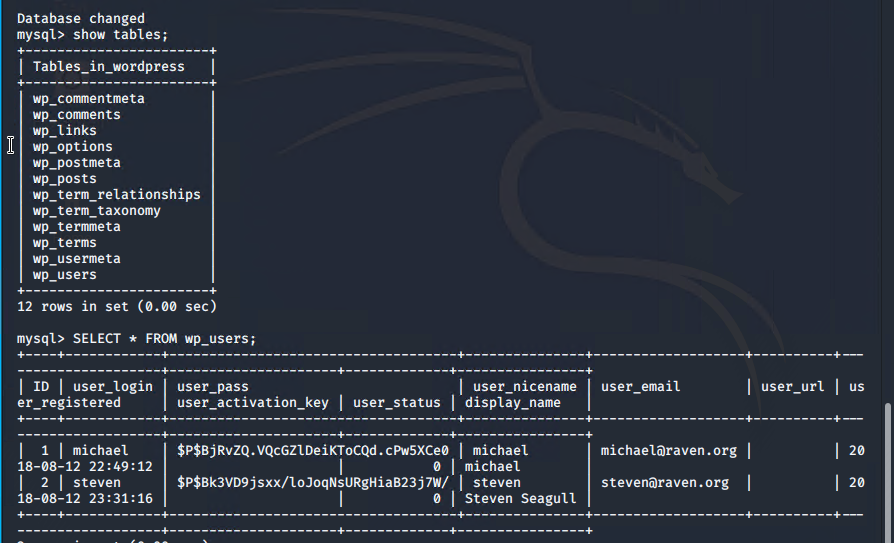 Database changed
mysql> show tables;
+-----------------------+
| Tables_in_wordpress   |
+-----------------------+
| wp_commentmeta        |
| wp_comments           |
| wp_links              |
| wp_options            |
| wp_postmeta           |
| wp_posts              |
| wp_term_relationships |
| wp_term_taxonomy      |
| wp_termmeta           |
| wp_terms              |
| wp_usermeta           |
| wp_users              |
+-----------------------+
12 rows in set (0.00 sec)
mysql> SELECT * FROM wp_users;
+----+------------+------------------------------------+---------------+-------------------+----------+---
------------------+---------------------+-------------+----------------+
| ID | user_login | user_pass                          | user_nicename | user_email        | user_url | us
er_registered     | user_activation_key | user_status | display_name   |
+----+------------+------------------------------------+---------------+-------------------+----------+---
------------------+---------------------+-------------+----------------+
|  1 | michael    | $P$BjRvZQ.VQcGZlDeiKToCQd.cPw5XCe0 | michael       | michael@raven.org |          | 20
18-08-12 22:49:12 |                     |           0 | michael        |
|  2 | steven     | $P$Bk3VD9jsxx/loJoqNsURgHiaB23j7W/ | steven        | steven@raven.org  |          | 20
18-08-12 23:31:16 |                     |           0 | Steven Seagull |
+----+------------+------------------------------------+---------------+-------------------+----------+---
------------------+---------------------+-------------+----------------+